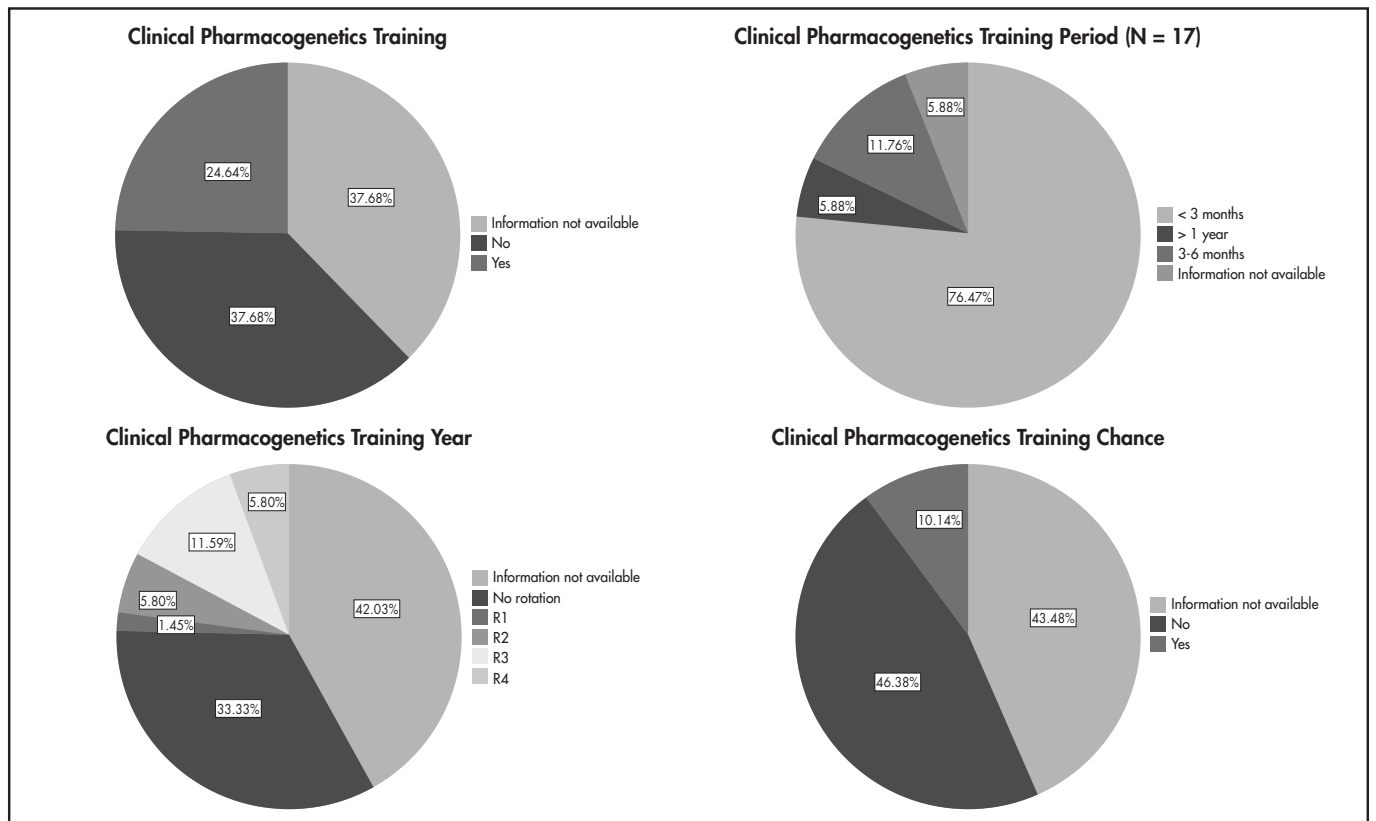 Clinical Pharmacogenetics Training
24.64%
37.68%
37.68%
Information not available
No
Yes
Clinical Pharmacogenetics Training Period (N = 17)
5.88%
11.76%
5.88%
76.47%
< 3 months
> 1 year
3-6 months
Information not available
Clinical Pharmacogenetics Training Year
5.80%
11.59%
5.80%
1.45%
42.03%
33.33%
Information not available
No rotation
R1
R2
R3
R4
Clinical Pharmacogenetics Training Chance
10.14%
43.48%
46.38%
Information not available
No
Yes